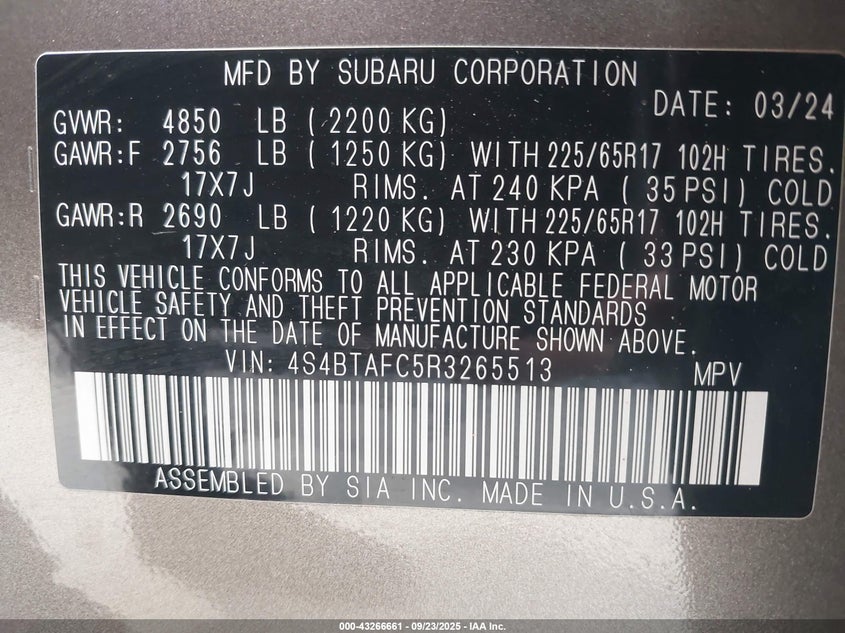 MFD BY SUBARU CORPORATION
DATE: 03/24
GVWR: 4850 LB ( 2200 KG)
GAWR:F 2756 LB ( 1250 KG) WITH 225/65R17 102H TIRES.
17X7J RIMS. AT 240 KPA ( 35 PSI) COLD
GAWR:R 2690 LB ( 1220 KG) WITH 225/65R17 102H TIRES.
17X7J RIMS. AT 230 KPA ( 33 PSI) COLD
THIS VEHICLE CONFORMS TO ALL APPLICABLE FEDERAL MOTOR
VEHICLE SAFETY AND THEFT PREVENTION STANDARDS
IN EFFECT ON THE DATE OF MANUFACTURE SHOWN ABOVE.
VIN: 4S4BTAFC5R3265513 MPV
ASSEMBLED BY SIA INC. MADE IN U.S.A.
000-43266661 - 09/23/2025 - IAA Inc.